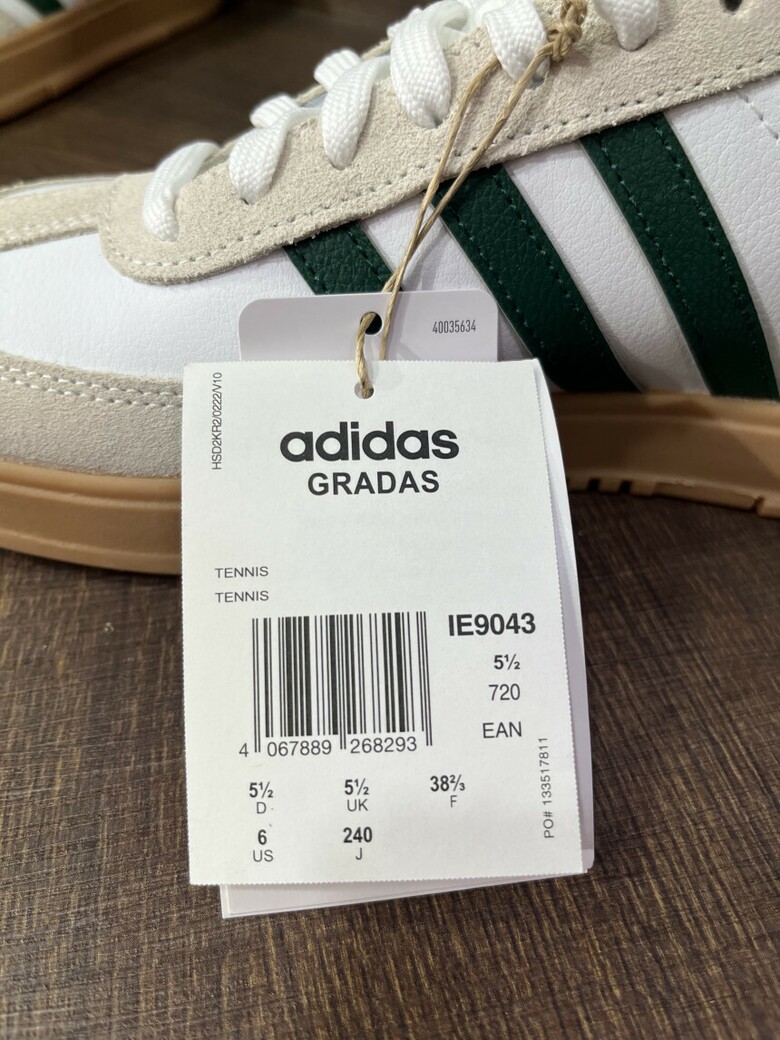 40035634
HSD2KR2/0222/V10
adidas
GRADAS
TENNIS
TENNIS
IE9043
5½
720
EAN
4 067889 268293
5½ 5½ 38⅔
D UK F
6 240
US J
PO# 133517811